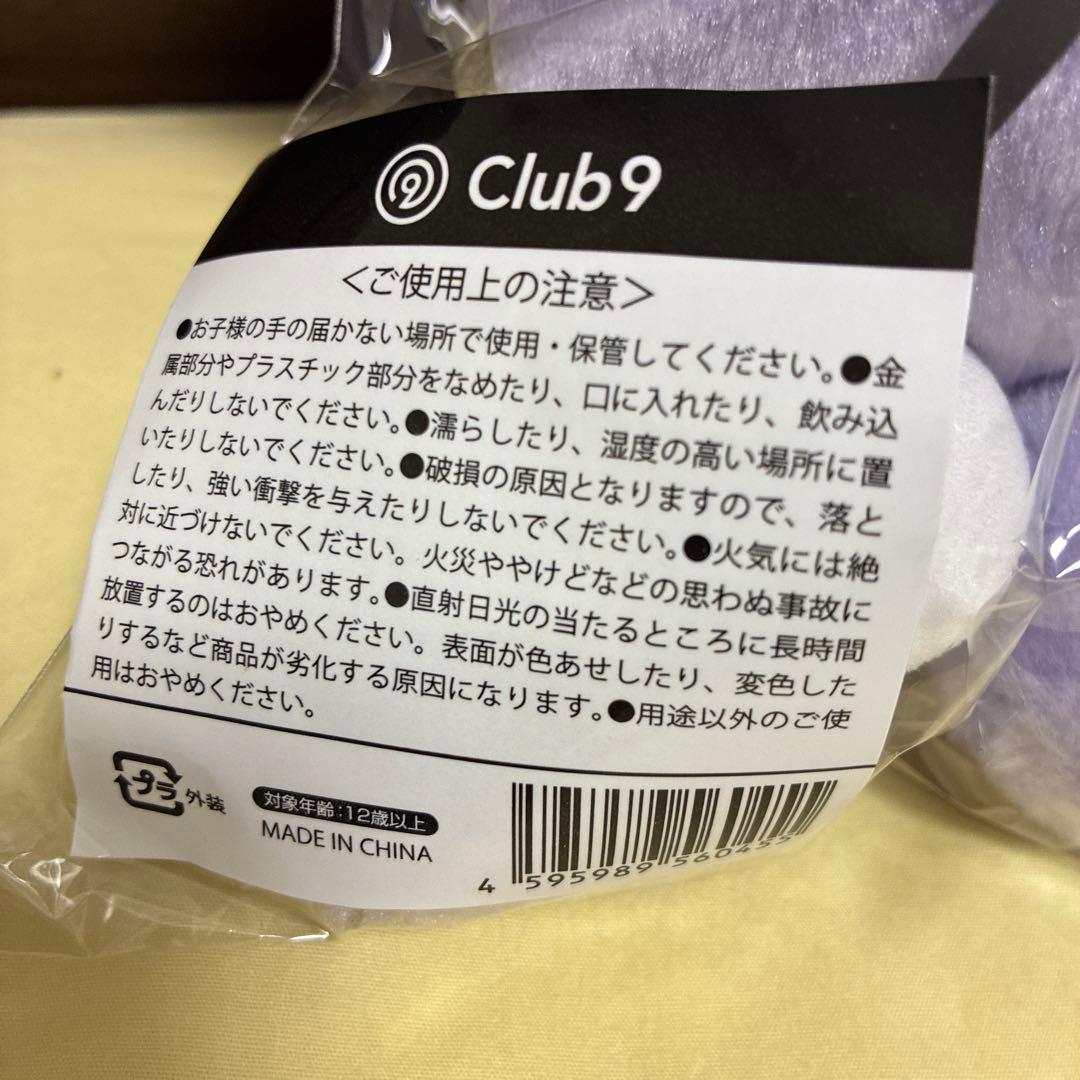 Club9
<ご使用上の注意>
●お子様の手の届かない場所で使用・保管してください。●金
属部分やプラスチック部分をなめたり、口に入れたり、飲み込
んだりしないでください。●濡らしたり、湿度の高い場所に置
いたりしないでください。●破損の原因となりますので、落と
したり、強い衝撃を与えたりしないでください。●火気には絶
対に近づけないでください。火災ややけどなどの思わぬ事故に
つながる恐れがあります。●直射日光の当たるところに長時間
放置するのはおやめください。表面が色あせしたり、変色した
りするなど商品が劣化する原因になります。●用途以外のご使
用はおやめください。
プラ 外装
対象年齢:12歳以上
MADE IN CHINA